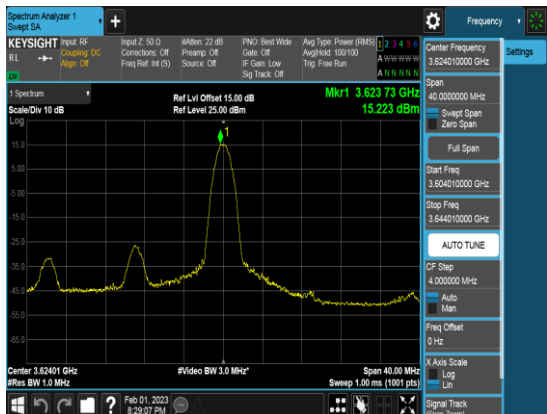 Spectrum Analyzer 1
Swept SA
+
Frequency
KEYSIGHT
RL
Input: RF
Coupling: DC
Align: Off
Input Z: 50 Ω
Corrections: Off
Freq Ref: Int (S)
#Atten: 22 dB
Preamp: Off
Source: Off
PNO: Best Wide
Gate: Off
IF Gain: Low
Sig Track: Off
Avg Type: Power (RMS)
Avg|Hold: 100/100
Trig: Free Run
1 2 3 4 5 6
A W W W W W
A N N N N N
1 Spectrum
Scale/Div 10 dB
Ref Lvl Offset 15.00 dB
Ref Level 25.00 dBm
Mkr1 3.623 73 GHz
15.223 dBm
Log
1
15.0
5.00
-5.00
-15.0
-25.0
-35.0
-45.0
-55.0
-65.0
Center 3.62401 GHz
#Res BW 1.0 MHz
#Video BW 3.0 MHz*
Span 40.00 MHz
Sweep 1.00 ms (1001 pts)
Feb 01, 2023
8:29:07 PM
Center Frequency
3.624010000 GHz
Settings
Span
40.0000000 MHz
Swept Span
Zero Span
Full Span
Start Freq
3.604010000 GHz
Stop Freq
3.644010000 GHz
AUTO TUNE
CF Step
4.000000 MHz
Auto
Man
Freq Offset
0 Hz
X Axis Scale
Log
Lin
Signal Track